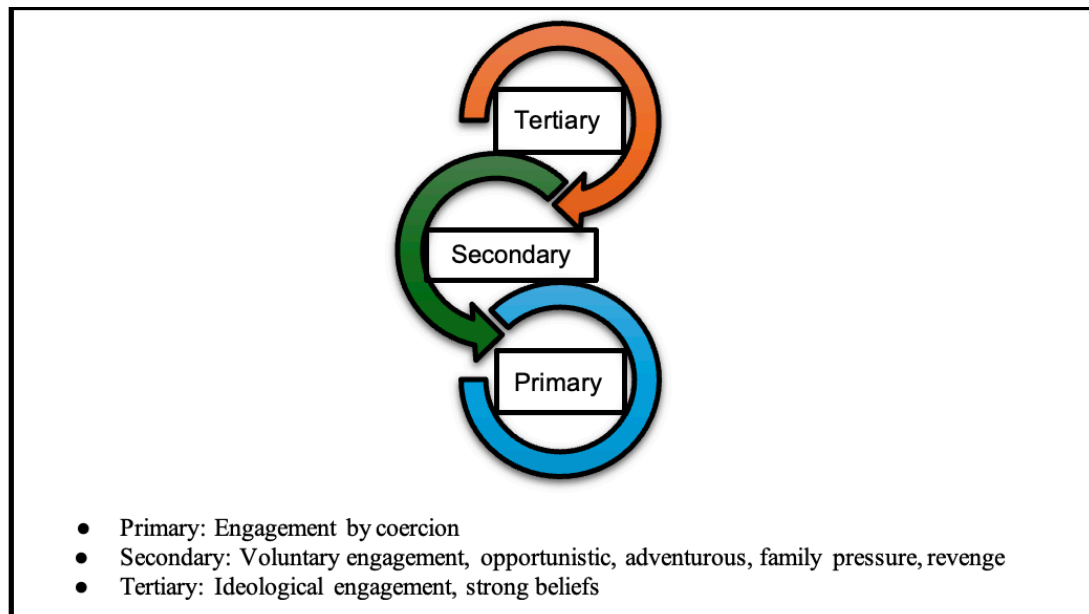 Tertiary
Secondary
Primary
● Primary: Engagement by coercion
● Secondary: Voluntary engagement, opportunistic, adventurous, family pressure, revenge
● Tertiary: Ideological engagement, strong beliefs